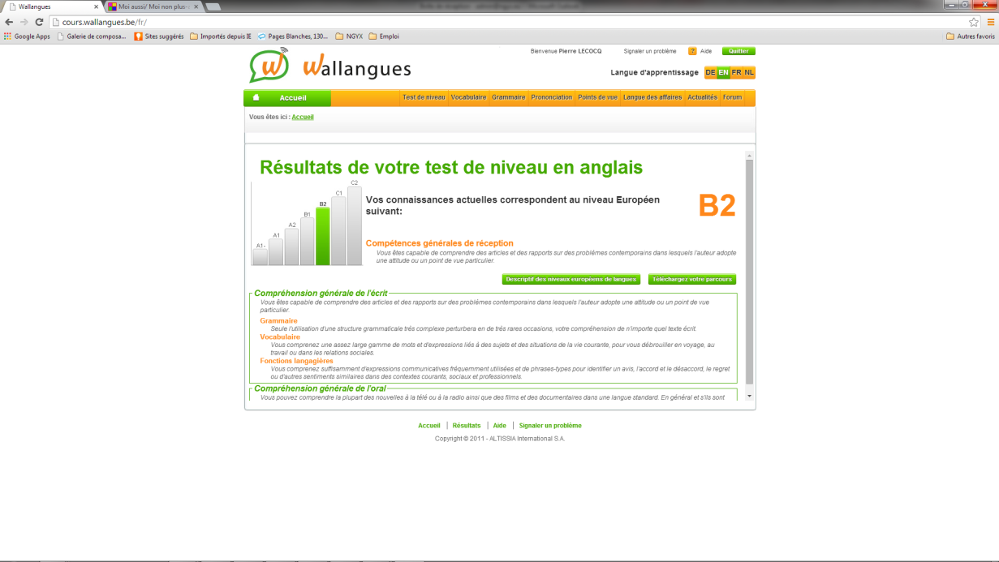 Wallangues
Moi aussi/ Moi non plus-
cours.wallangues.be/fr/
Google Apps Galerie de composa... Sites suggérés Importés depuis IE Pages Blanches, 130... NGYX Emploi Autres favoris
Bienvenue Pierre LECOCQ Signaler un problème ? Aide Quitter
w Wallangues
Langue d'apprentissage DE EN FR NL
Accueil Test de niveau Vocabulaire Grammaire Prononciation Points de vue Langue des affaires Actualités Forum
Vous êtes ici : Accueil
Résultats de votre test de niveau en anglais
A1- A1 A2 B1 B2 C1 C2
Vos connaissances actuelles correspondent au niveau Européen
suivant:
B2
Compétences générales de réception
Vous êtes capable de comprendre des articles et des rapports sur des problèmes contemporains dans lesquels l'auteur adopte
une attitude ou un point de vue particulier.
Descriptif des niveaux européens de langues Téléchargez votre parcours
Compréhension générale de l'écrit
Vous êtes capable de comprendre des articles et des rapports sur des problèmes contemporains dans lesquels l'auteur adopte une attitude ou un point de vue
particulier.
Grammaire
Seule l'utilisation d'une structure grammaticale très complexe perturbera en de très rares occasions, votre compréhension de n'importe quel texte écrit.
Vocabulaire
Vous comprenez une assez large gamme de mots et d'expressions liés à des sujets et des situations de la vie courante, pour vous débrouiller en voyage, au
travail ou dans les relations sociales.
Fonctions langagières
Vous comprenez suffisamment d'expressions communicatives fréquemment utilisées et de phrases-types pour identifier un avis, l'accord et le désaccord, le regret
ou d'autres sentiments similaires dans des contextes courants, sociaux et professionnels.
Compréhension générale de l'oral
Vous pouvez comprendre la plupart des nouvelles à la télé ou à la radio ainsi que des films et des documentaires dans une langue standard. En général et s'ils sont
Accueil | Résultats | Aide | Signaler un problème
Copyright © 2011 - ALTISSIA International S.A.